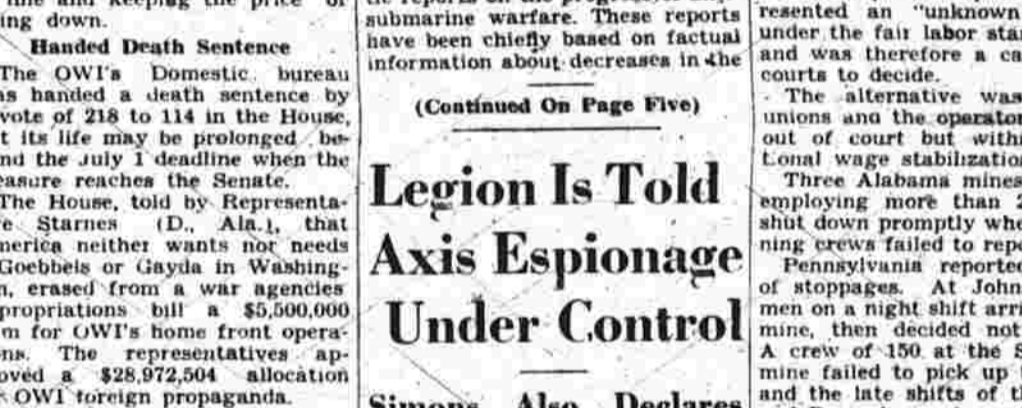 ing down.
Handed Death Sentence
The OWI's Domestic bureau
as handed a death sentence by
vote of 218 to 114 in the House,
t its life may be prolonged be-
nd the July 1 deadline when the
easure reaches the Senate.
The House, told by Representa-
e Starnes (D., Ala.), that
merica neither wants nor needs
Goebbels or Gayda in Washing-
n, erased from a war agencies
propriations bill a $5,500,000
m for OWI's home front opera-
ns. The representatives ap-
oved a $28,972,504 allocation
OWI foreign propaganda.
submarine warfare. These reports
have been chiefly based on factual
information about decreases in the
(Continued On Page Five)
Legion Is Told
Axis Espionage
Under Control
Simons Also Declares
resented an "unknown
under the fair labor sta
and was therefore a ca
courts to decide.
The alternative was
unions and the operator
out of court but with
tional wage stabilization
Three Alabama mines
employing more than 2
shut down promptly whe
ning crews failed to repo
Pennsylvania reported
of stoppages. At John
men on a night shift arri
mine, then decided not
A crew of 150 at the S
mine failed to pick up
and the late shifts of th